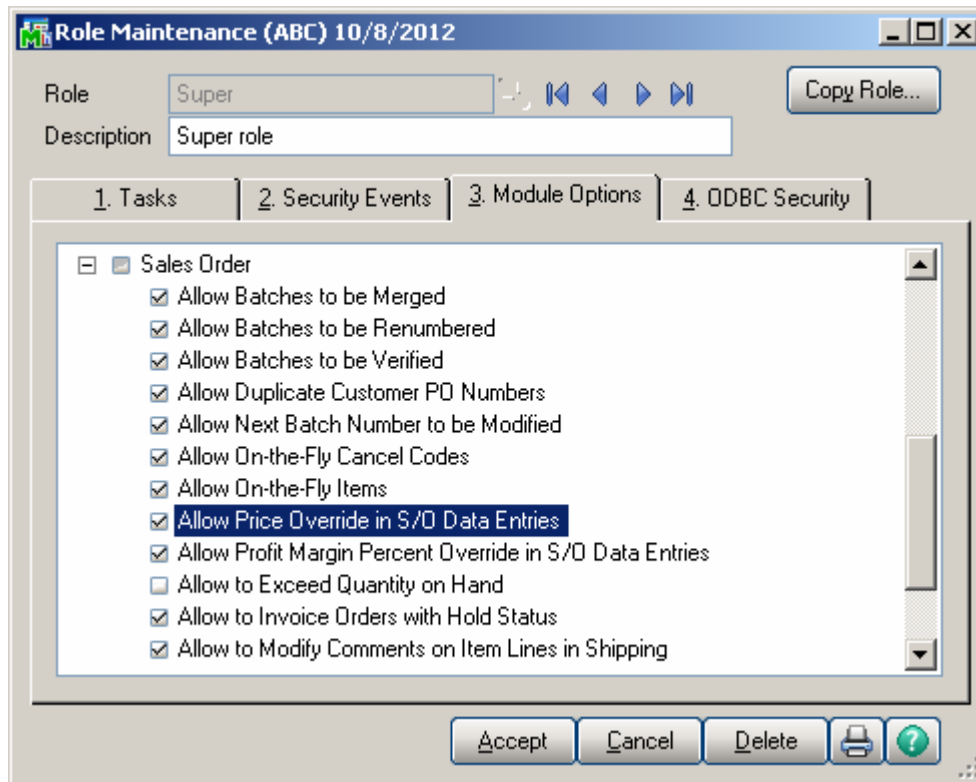 Role Maintenance (ABC) 10/8/2012
Role Super Copy Role...
Description Super role
1. Tasks 2. Security Events 3. Module Options 4. ODBC Security
Sales Order
Allow Batches to be Merged
Allow Batches to be Renumbered
Allow Batches to be Verified
Allow Duplicate Customer PO Numbers
Allow Next Batch Number to be Modified
Allow On-the-Fly Cancel Codes
Allow On-the-Fly Items
Allow Price Override in S/O Data Entries
Allow Profit Margin Percent Override in S/O Data Entries
Allow to Exceed Quantity on Hand
Allow to Invoice Orders with Hold Status
Allow to Modify Comments on Item Lines in Shipping
Accept Cancel Delete